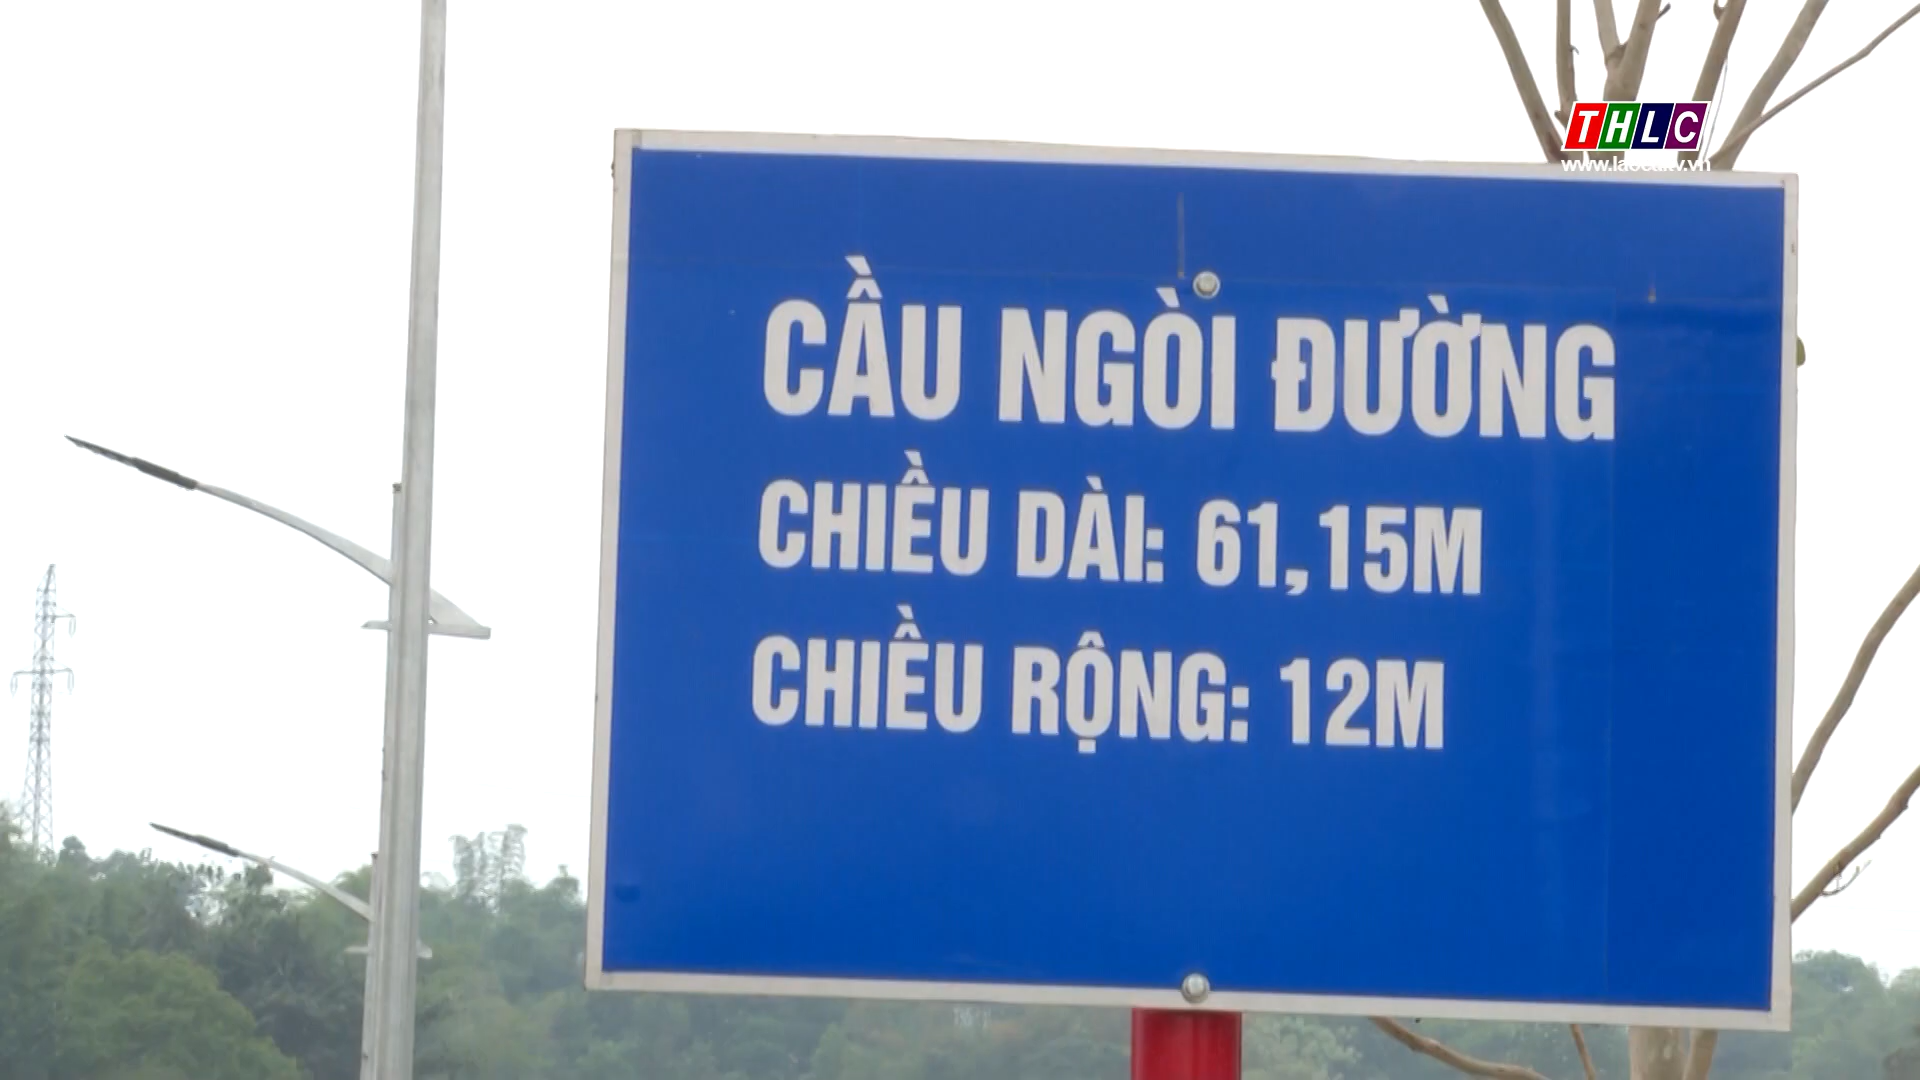 THLC
www.laocaitv.vn
CẦU NGÒI ĐƯỜNG
CHIỀU DÀI: 61,15M
CHIỀU RỘNG: 12M